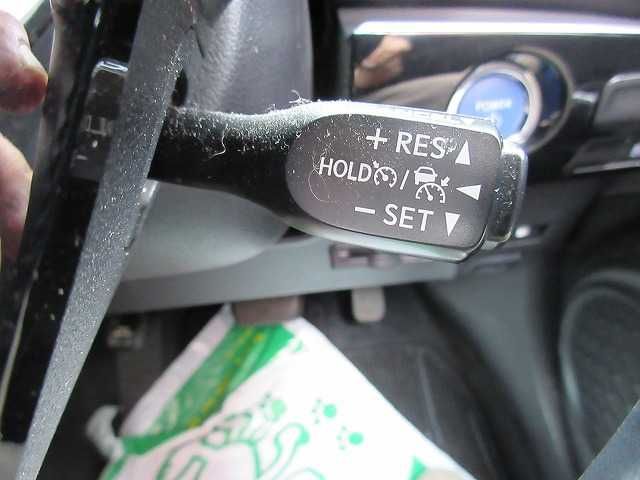 POWER
+ RES
HOLD /
− SET